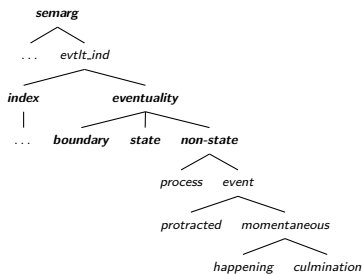 semarg
... evtlt_ind
index eventuality
... boundary state non-state
process event
protracted momentaneous
happening culmination